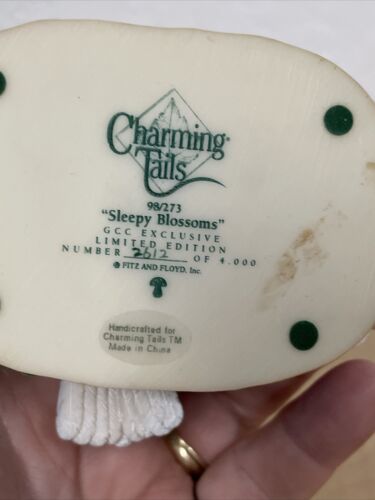 Charming
Tails
98/273
"Sleepy Blossoms"
GCC EXCLUSIVE
LIMITED EDITION
NUMBER 2612 OF 4.000
© FITZ AND FLOYD, Inc.
Handicrafted for
Charming Tails TM
Made in China